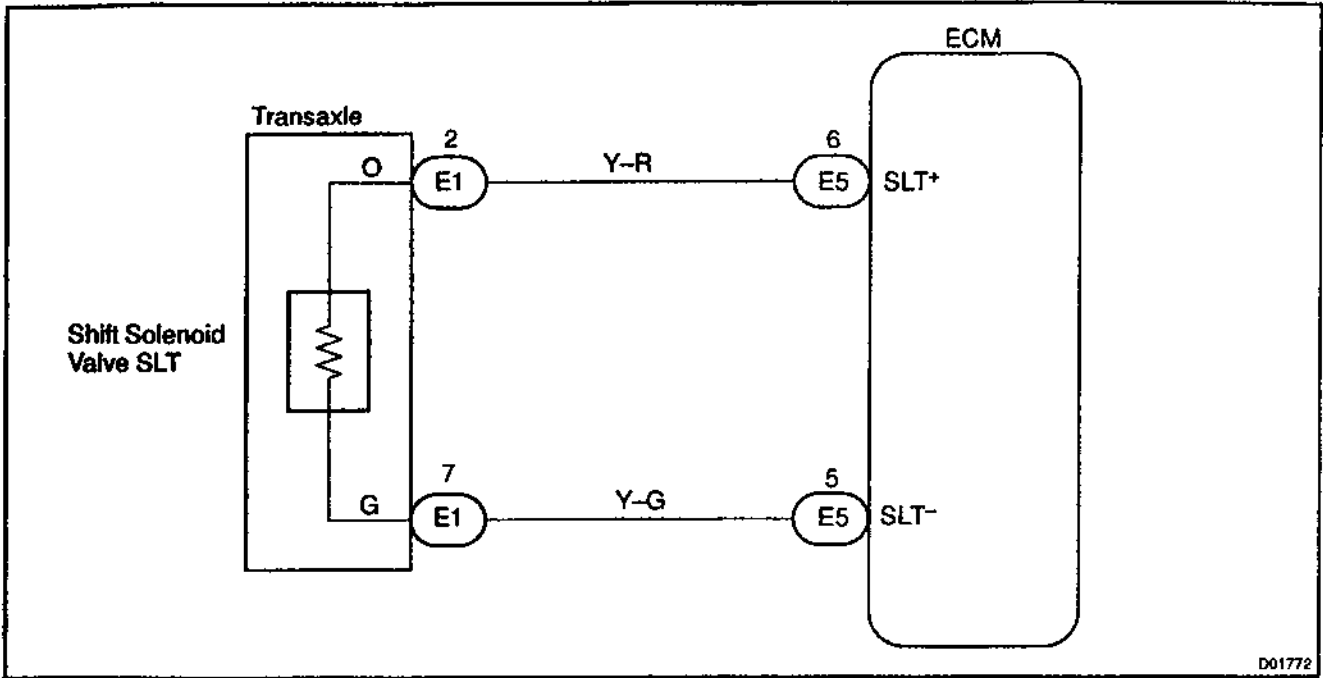 ECM
Transaxle
2
6
O
E1
Y–R
E5
SLT+
Shift Solenoid
Valve SLT
7
5
G
E1
Y–G
E5
SLT–
D01772